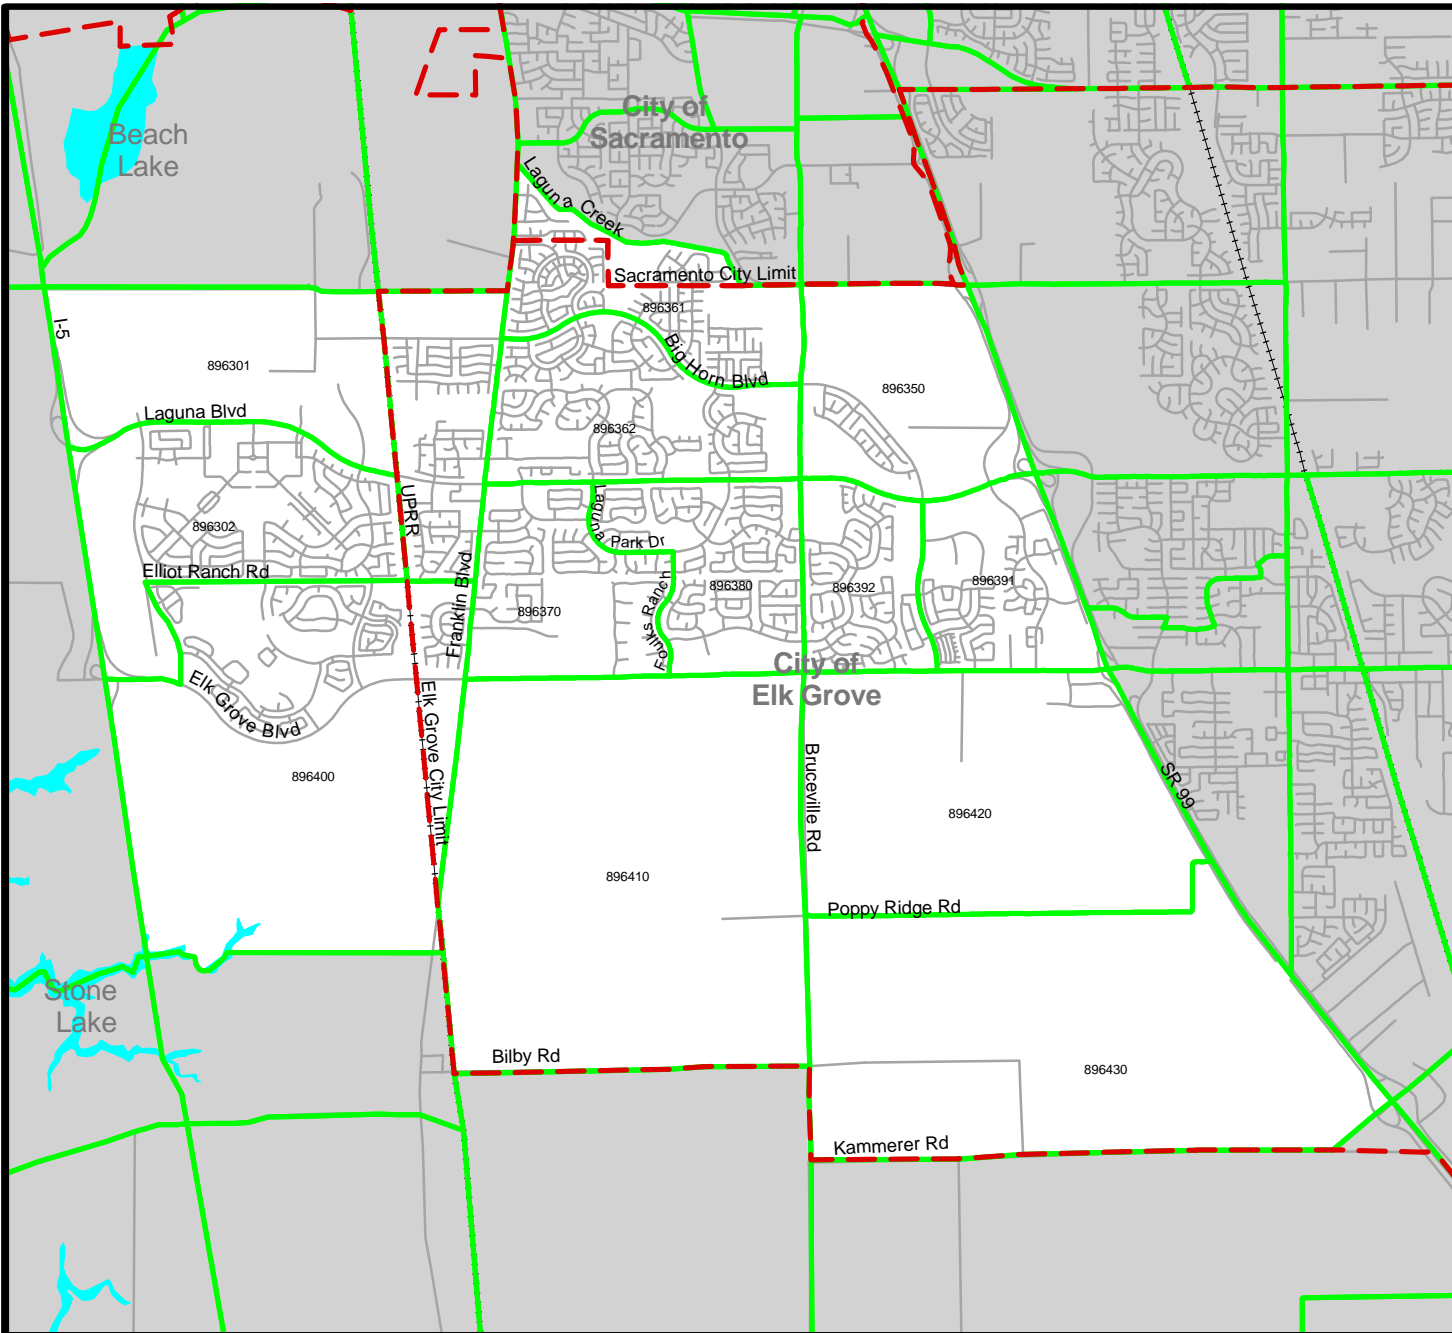 City of
Sacramento
Beach
Lake
Laguna Creek
Sacramento City Limit
896361
I-5
896301
Big Horn Blvd
896350
Laguna Blvd
896362
UPRR
Laguna Park Dr
896302
Elliot Ranch Rd
Franklin Blvd
896370
Foulks Ranch
896380
896392
896391
City of
Elk Grove
Elk Grove Blvd
Elk Grove City Limit
896400
Bruceville Rd
SR 99
896420
896410
Poppy Ridge Rd
Stone
Lake
Bilby Rd
896430
Kammerer Rd